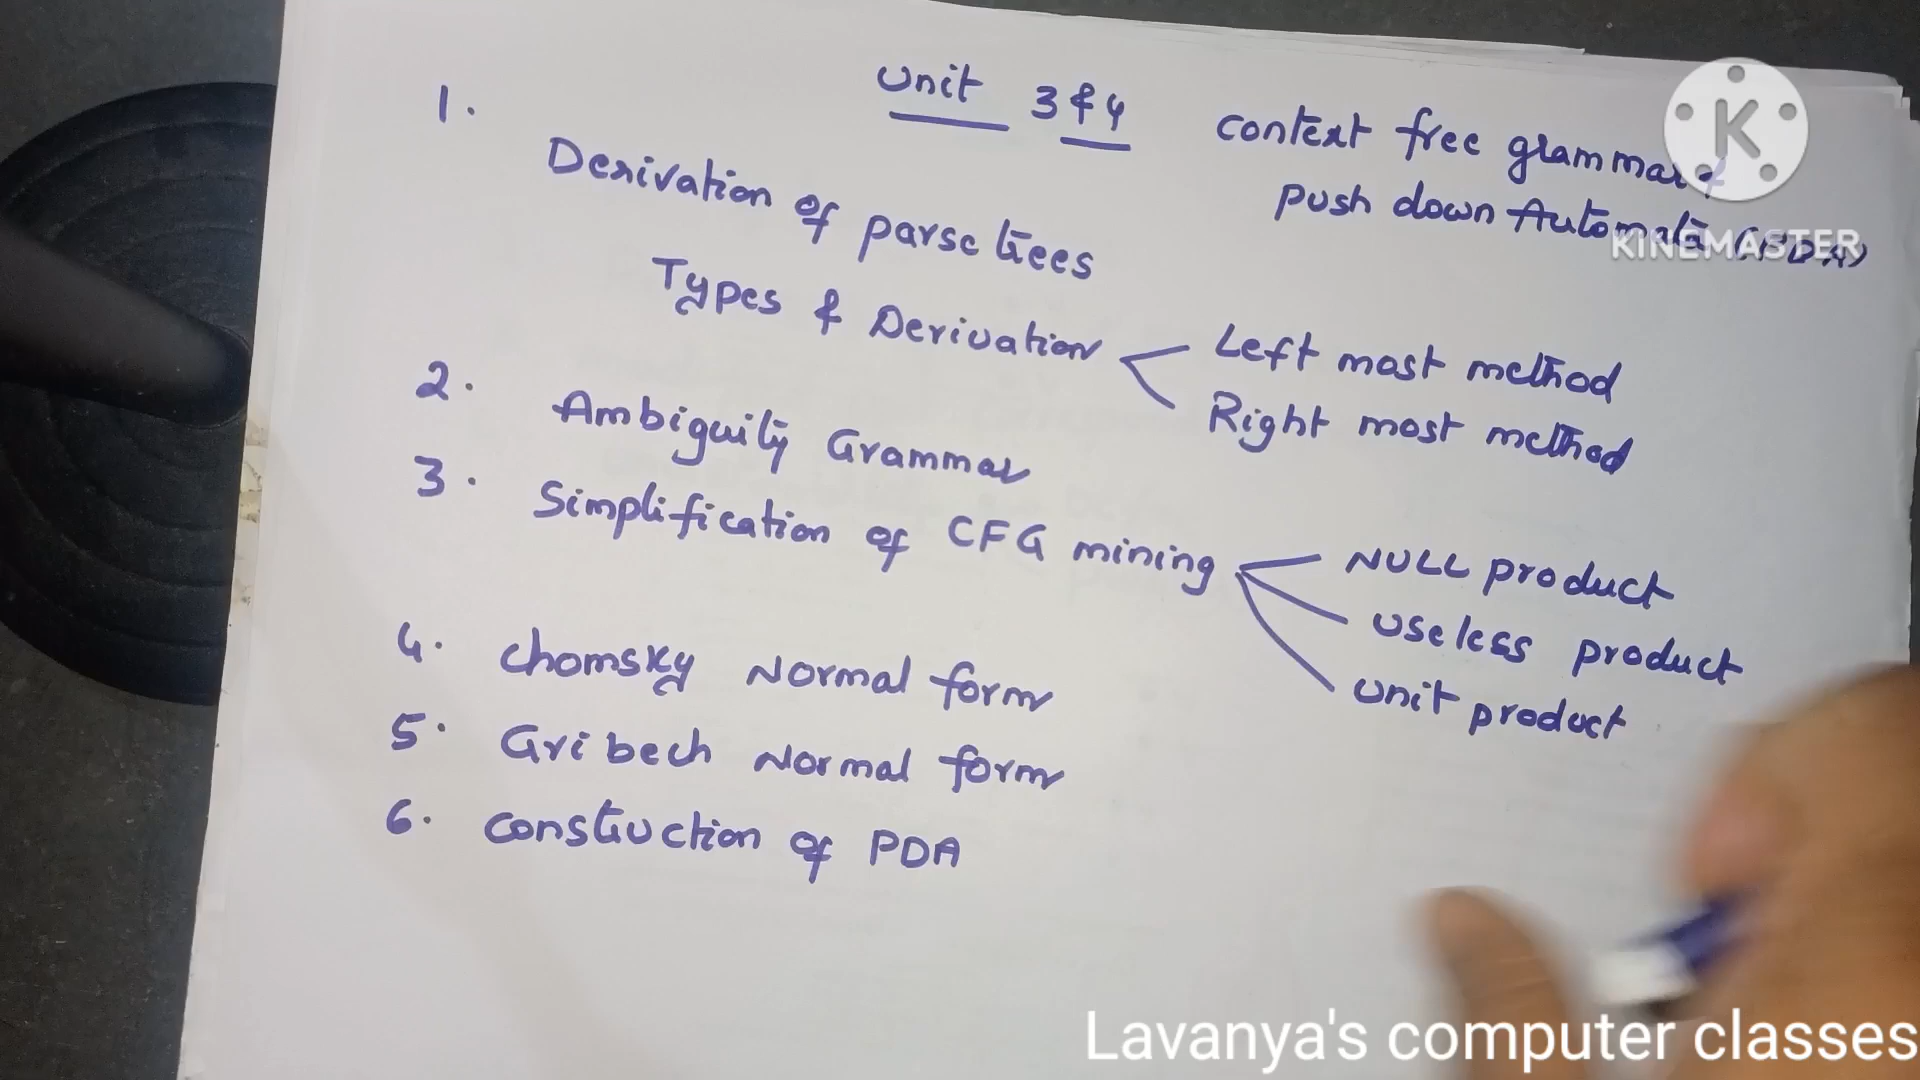 Unit 3 & 4
context free grammar &
push down Automata (PDA)
1.
Derivation of parse trees
Types & Derivation
Left most method
Right most method
2. Ambiguity Grammar
3. Simplification of CFG mining
NULL product
useless product
unit product
4. Chomsky Normal form
5. Gribech Normal form
6. construction of PDA
K
KINEMASTER
Lavanya's computer classes